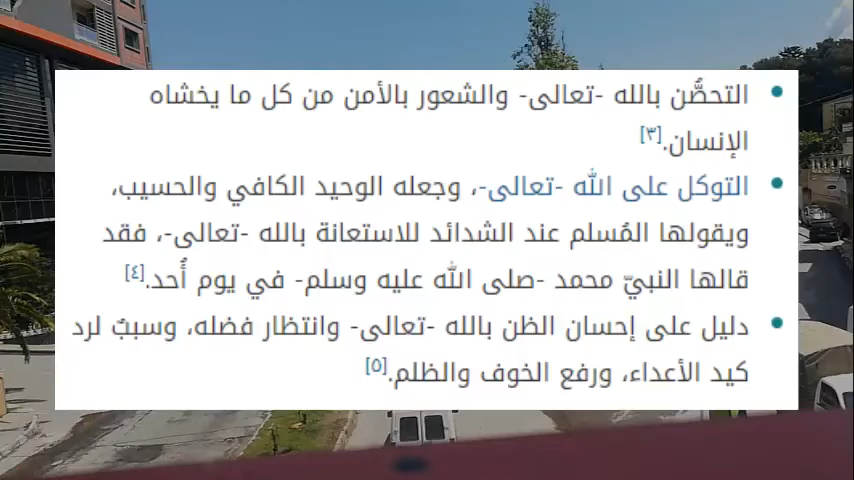 التحصُّن بالله -تعالى- والشعور بالأمن من كل ما يخشاه
الإنسان.[٣]
التوكل على الله -تعالى-، وجعله الوحيد الكافي والحسيب،
ويقولها المُسلم عند الشدائد للاستعانة بالله -تعالى-، فقد
قالها النبيّ محمد -صلى الله عليه وسلم- في يوم أُحد.[٤]
دليل على إحسان الظن بالله -تعالى- وانتظار فضله، وسببٌ لرد
كيد الأعداء، ورفع الخوف والظلم.[٥]